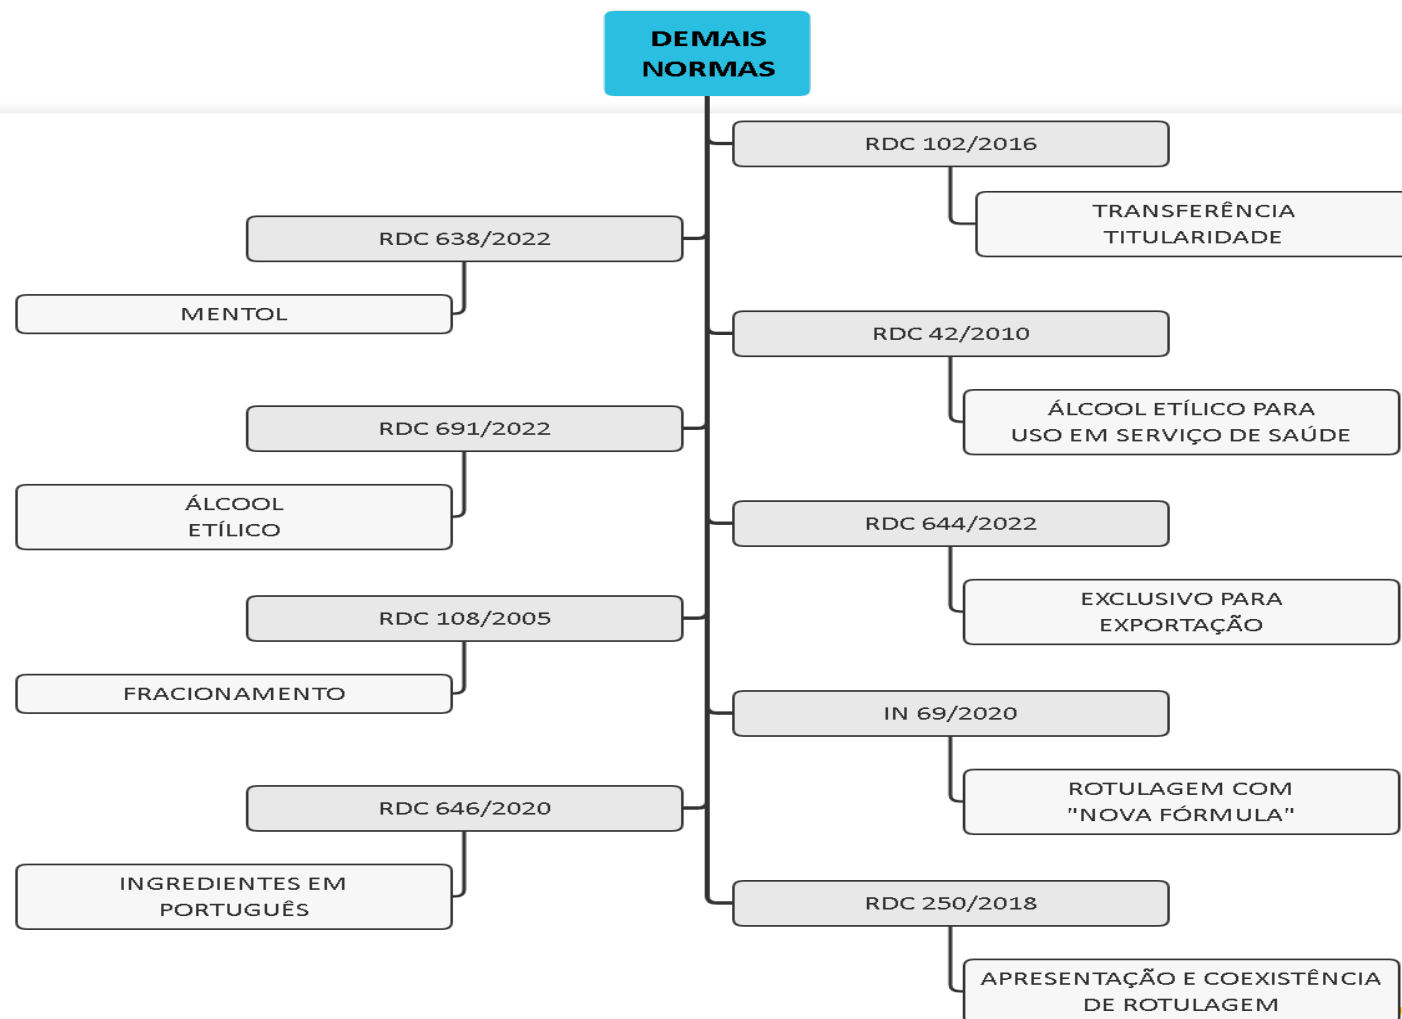 DEMAIS
NORMAS
RDC 102/2016
TRANSFERÊNCIA
TITULARIDADE
RDC 638/2022
MENTOL
RDC 42/2010
ÁLCOOL ETÍLICO PARA
USO EM SERVIÇO DE SAÚDE
RDC 691/2022
ÁLCOOL
ETÍLICO
RDC 644/2022
EXCLUSIVO PARA
EXPORTAÇÃO
RDC 108/2005
FRACIONAMENTO
IN 69/2020
ROTULAGEM COM
"NOVA FÓRMULA"
RDC 646/2020
INGREDIENTES EM
PORTUGUÊS
RDC 250/2018
APRESENTAÇÃO E COEXISTÊNCIA
DE ROTULAGEM